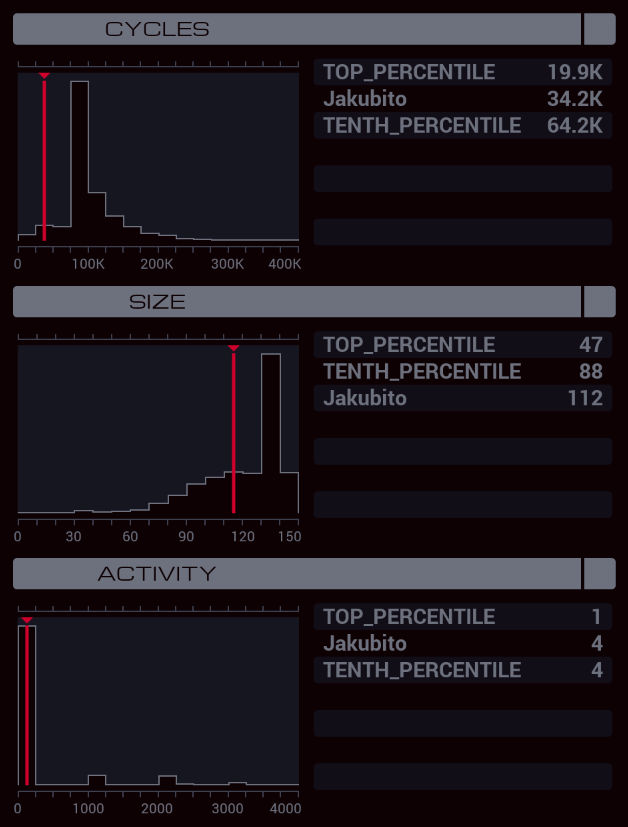 CYCLES
TOP_PERCENTILE 19.9K
Jakubito 34.2K
TENTH_PERCENTILE 64.2K
0 100K 200K 300K 400K
SIZE
TOP_PERCENTILE 47
TENTH_PERCENTILE 88
Jakubito 112
0 30 60 90 120 150
ACTIVITY
TOP_PERCENTILE 1
Jakubito 4
TENTH_PERCENTILE 4
0 1000 2000 3000 4000